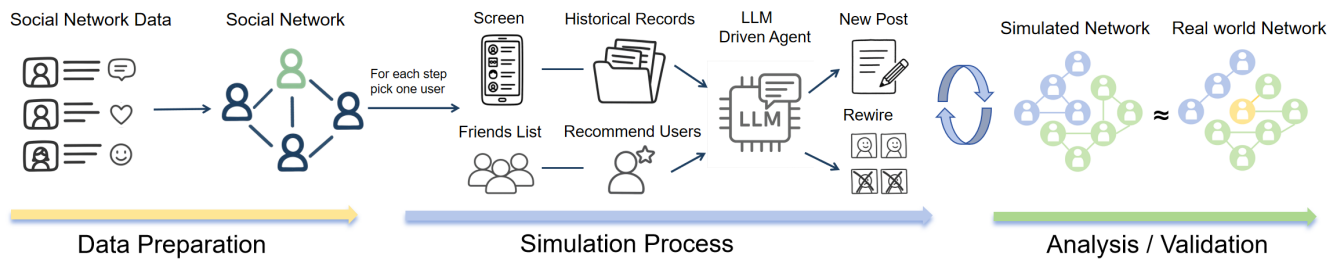 Social Network Data
Social Network
For each step
pick one user
Screen
Historical Records
LLM
Driven Agent
New Post
Friends List
Recommend Users
LLM
Rewire
Simulated Network
Real world Network
≈
Data Preparation
Simulation Process
Analysis / Validation